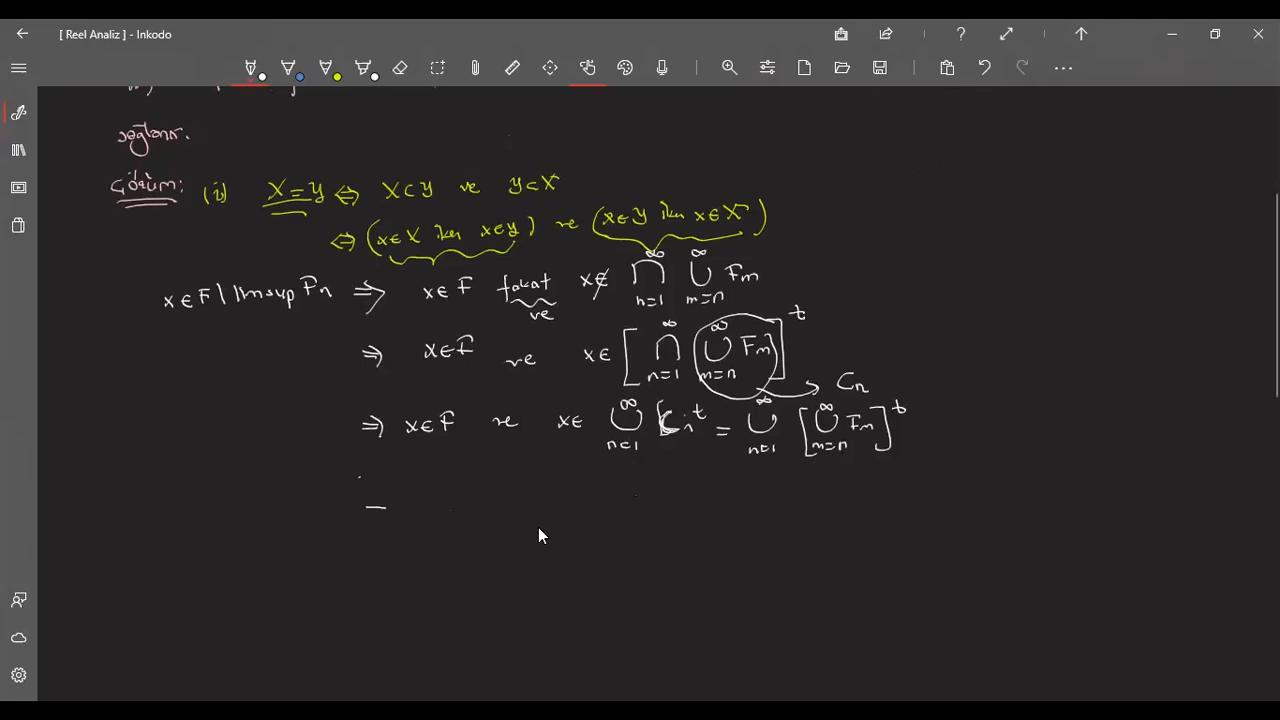 [ Reel Analiz ] - Inkodo
sağlanır.
Çözüm: (i) X = Y ⇔ X ⊂ Y ve Y ⊂ X
⇔ (x ∈ X iken x ∈ Y) ve (x ∈ Y iken x ∈ X)
x ∈ F \ limsup Fn ⇒ x ∈ F fakat x ∉ ⋂_{n=1}^{∞} ⋃_{m=n}^{∞} Fm
ve
⇒ x ∈ F ve x ∈ [⋂_{n=1}^{∞} ⋃_{m=n}^{∞} Fm]^t
Cn
⇒ x ∈ F ve x ∈ ⋃_{n=1}^{∞} Cn^t = ⋃_{n=1}^{∞} [⋃_{m=n}^{∞} Fm]^t